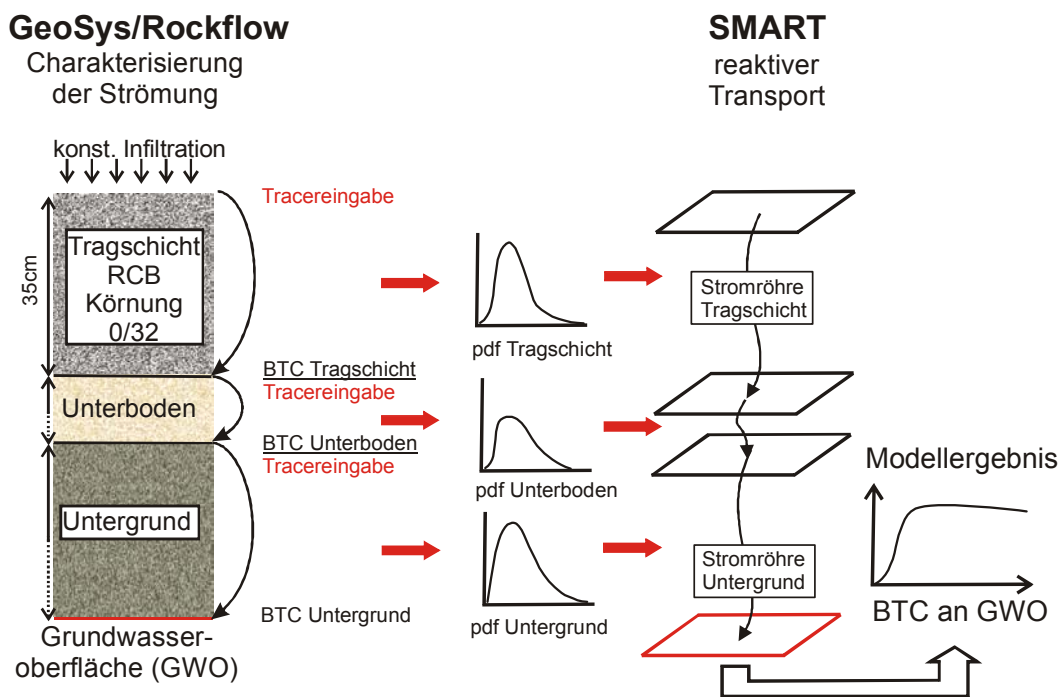 GeoSys/Rockflow
Charakterisierung
der Strömung
konst. Infiltration
35cm
Tragschicht
RCB
Körnung
0/32
Unterboden
Untergrund
Grundwasser-
oberfläche (GWO)
Tracereingabe
BTC Tragschicht
Tracereingabe
BTC Unterboden
Tracereingabe
BTC Untergrund
pdf Tragschicht
pdf Unterboden
pdf Untergrund
SMART
reaktiver
Transport
Stromröhre
Tragschicht
Stromröhre
Untergrund
Modellergebnis
BTC an GWO